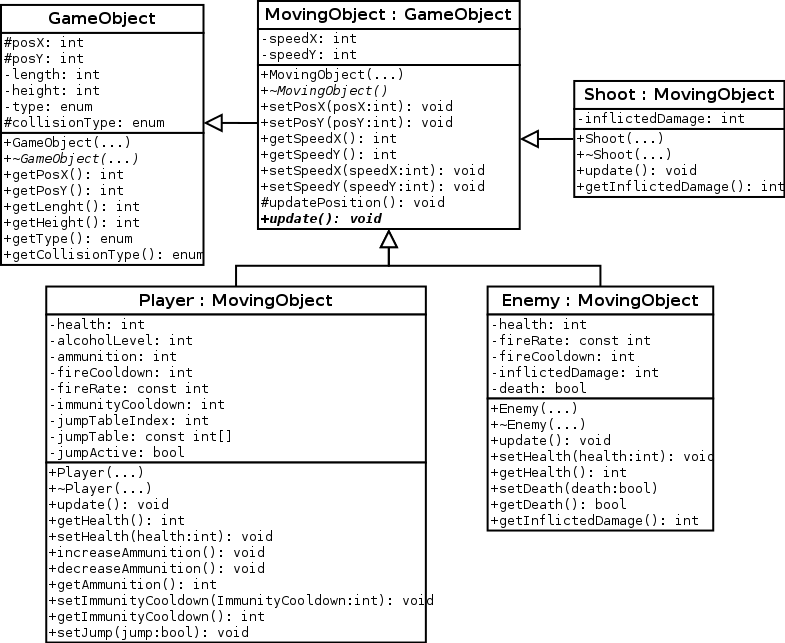 GameObject
#posX: int
#posY: int
-length: int
-height: int
-type: enum
#collisionType: enum
+GameObject(...)
+~GameObject(...)
+getPosX(): int
+getPosY(): int
+getLenght(): int
+getHeight(): int
+getType(): enum
+getCollisionType(): enum
MovingObject : GameObject
-speedX: int
-speedY: int
+MovingObject(...)
+~MovingObject()
+setPosX(posX:int): void
+setPosY(posY:int): void
+getSpeedX(): int
+getSpeedY(): int
+setSpeedX(speedX:int): void
+setSpeedY(speedY:int): void
#updatePosition(): void
+update(): void
Shoot : MovingObject
-inflictedDamage: int
+Shoot(...)
+~Shoot(...)
+update(): void
+getInflictedDamage(): int
Player : MovingObject
-health: int
-alcoholLevel: int
-ammunition: int
-fireCooldown: int
-fireRate: const int
-immunityCooldown: int
-jumpTableIndex: int
-jumpTable: const int[]
-jumpActive: bool
+Player(...)
+~Player(...)
+update(): void
+getHealth(): int
+setHealth(health:int): void
+increaseAmmunition(): void
+decreaseAmmunition(): void
+getAmmunition(): int
+setImmunityCooldown(ImmunityCooldown:int): void
+getImmunityCooldown(): int
+setJump(jump:bool): void
Enemy : MovingObject
-health: int
-fireRate: const int
-fireCooldown: int
-inflictedDamage: int
-death: bool
+Enemy(...)
+~Enemy(...)
+update(): void
+setHealth(health:int): void
+getHealth(): int
+setDeath(death:bool)
+getDeath(): bool
+getInflictedDamage(): int